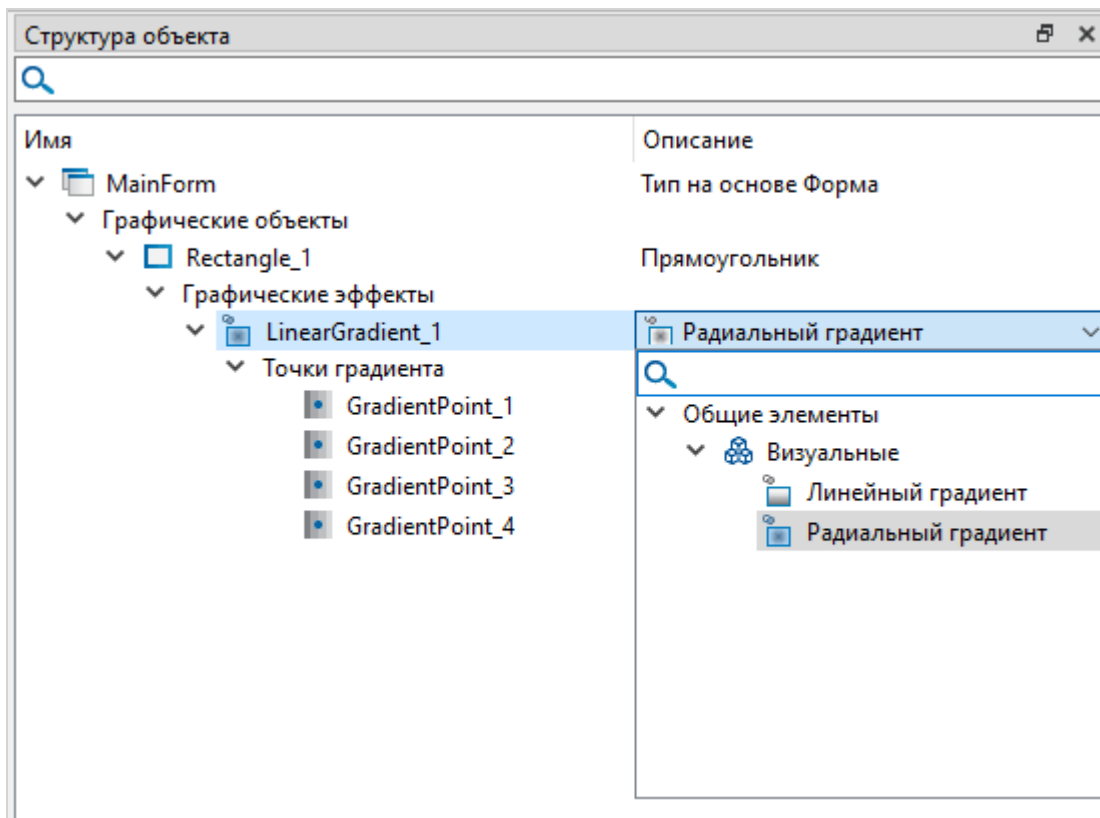 Структура объекта
Имя Описание
MainForm Тип на основе Форма
Графические объекты
Rectangle_1 Прямоугольник
Графические эффекты
LinearGradient_1 Радиальный градиент
Точки градиента
GradientPoint_1 Общие элементы
GradientPoint_2 Визуальные
GradientPoint_3 Линейный градиент
GradientPoint_4 Радиальный градиент